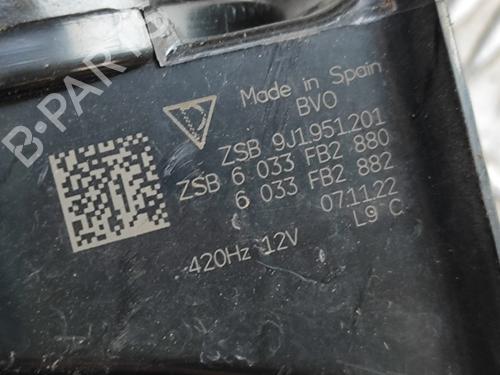 B-PARTS
Made in Spain
BVO
ZSB 9J1951201
ZSB 6 033 FB2 880
6 033 FB2 882
07.11.22
L9 C
420Hz 12V